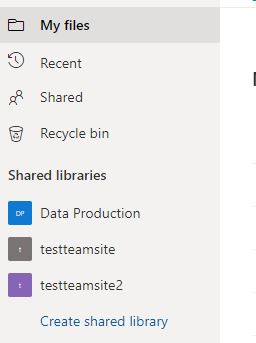 My files
Recent
Shared
Recycle bin
Shared libraries
DP Data Production
t testteamsite
t testteamsite2
Create shared library